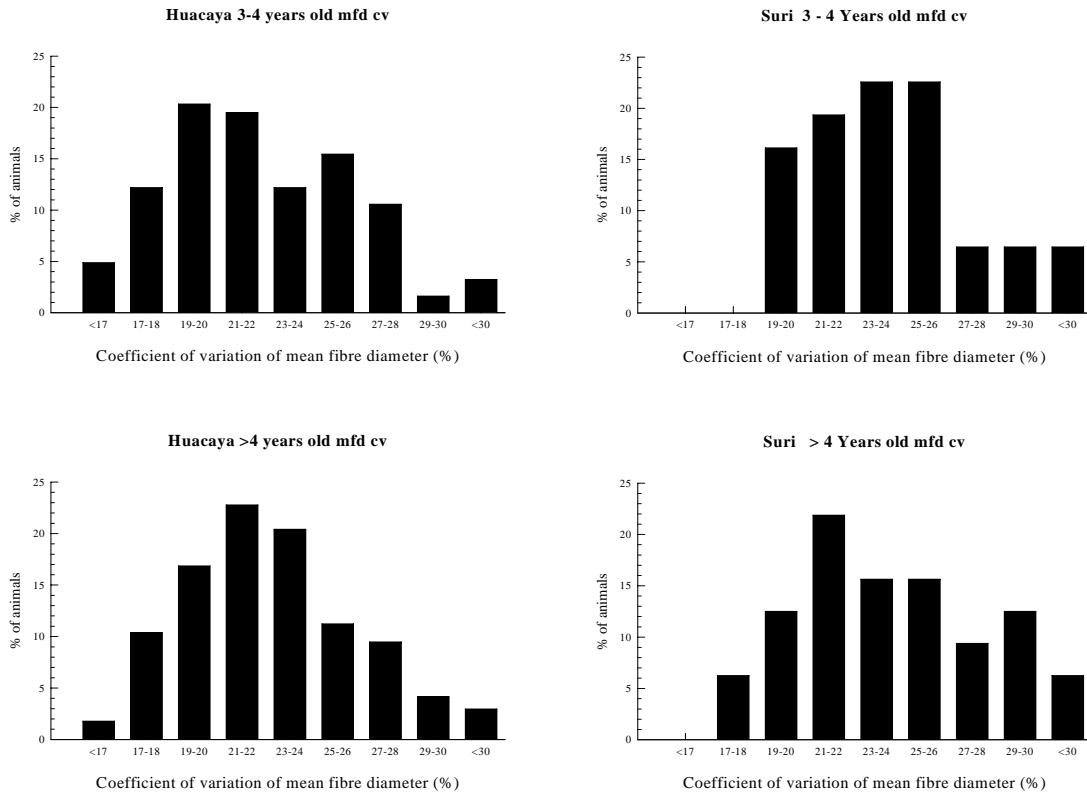 Huacaya 3-4 years old mfd cv
25
20
15
10
5
0
% of animals
<17 17-18 19-20 21-22 23-24 25-26 27-28 29-30 <30
Coefficient of variation of mean fibre diameter (%)
Suri 3 - 4 Years old mfd cv
25
20
15
10
5
0
% of animals
<17 17-18 19-20 21-22 23-24 25-26 27-28 29-30 <30
Coefficient of variation of mean fibre diameter (%)
Huacaya >4 years old mfd cv
25
20
15
10
5
0
% of animals
<17 17-18 19-20 21-22 23-24 25-26 27-28 29-30 <30
Coefficient of variation of mean fibre diameter (%)
Suri > 4 Years old mfd cv
25
20
15
10
5
0
% of animals
<17 17-18 19-20 21-22 23-24 25-26 27-28 29-30 <30
Coefficient of variation of mean fibre diameter (%)